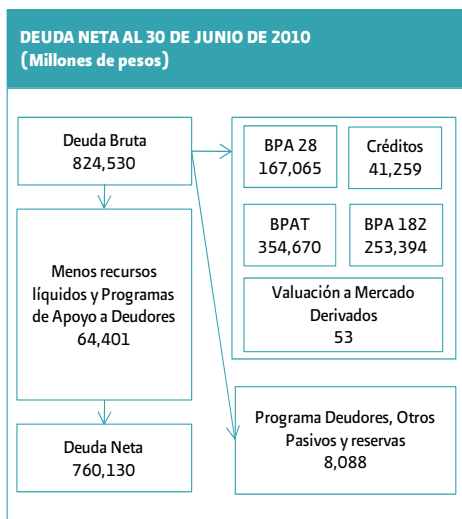 DEUDA NETA AL 30 DE JUNIO DE 2010
(Millones de pesos)
Deuda Bruta
824,530
Menos recursos
líquidos y Programas
de Apoyo a Deudores
64,401
Deuda Neta
760,130
BPA 28
167,065
Créditos
41,259
BPAT
354,670
BPA 182
253,394
Valuación a Mercado
Derivados
53
Programa Deudores, Otros
Pasivos y reservas
8,088